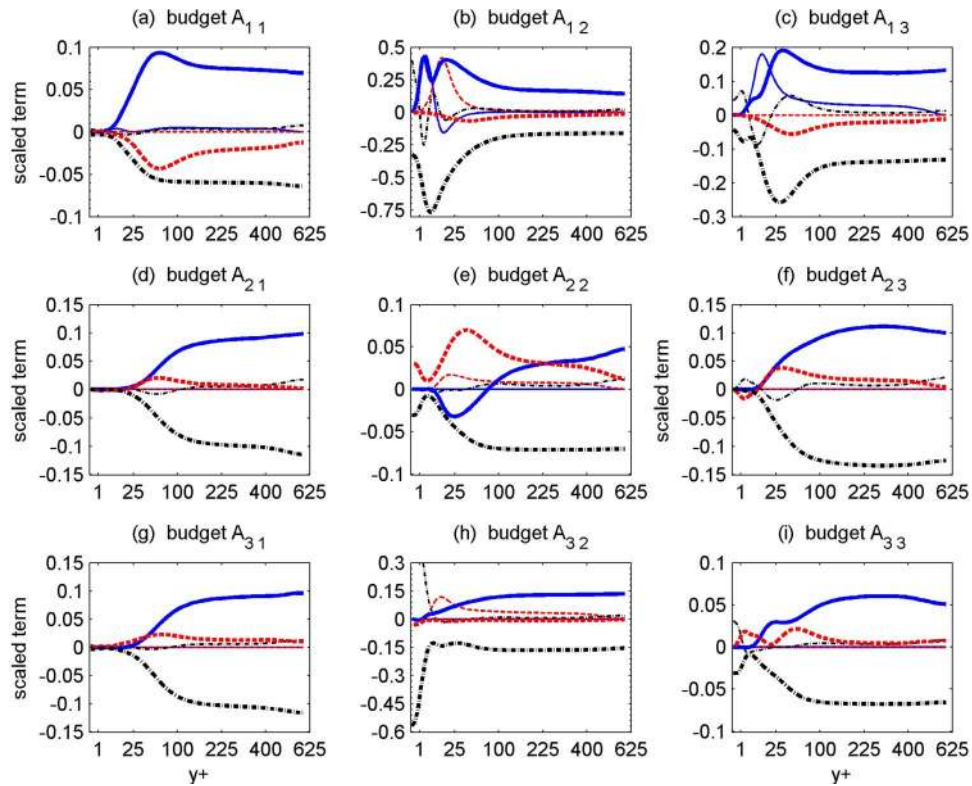 (a) budget A1 1
scaled term
0.1
0.05
0
-0.05
-0.1
1 25 100 225 400 625
(b) budget A1 2
0.5
0.25
0
-0.25
-0.5
-0.75
1 25 100 225 400 625
(c) budget A1 3
0.2
0.1
0
-0.1
-0.2
-0.3
1 25 100 225 400 625
(d) budget A2 1
scaled term
0.15
0.1
0.05
0
-0.05
-0.1
-0.15
1 25 100 225 400 625
(e) budget A2 2
0.1
0.05
0
-0.05
0.1
1 25 100 225 400 625
(f) budget A2 3
scaled term
0.15
0.1
0.05
0
-0.05
-0.1
-0.15
1 25 100 225 400 625
(g) budget A3 1
scaled term
0.15
0.1
0.05
0
-0.05
-0.1
-0.15
1 25 100 225 400 625
y+
(h) budget A3 2
0.3
0.15
0
-0.15
-0.3
-0.45
-0.6
1 25 100 225 400 625
(i) budget A3 3
0.1
0.05
0
-0.05
0.1
1 25 100 225 400 625
y+